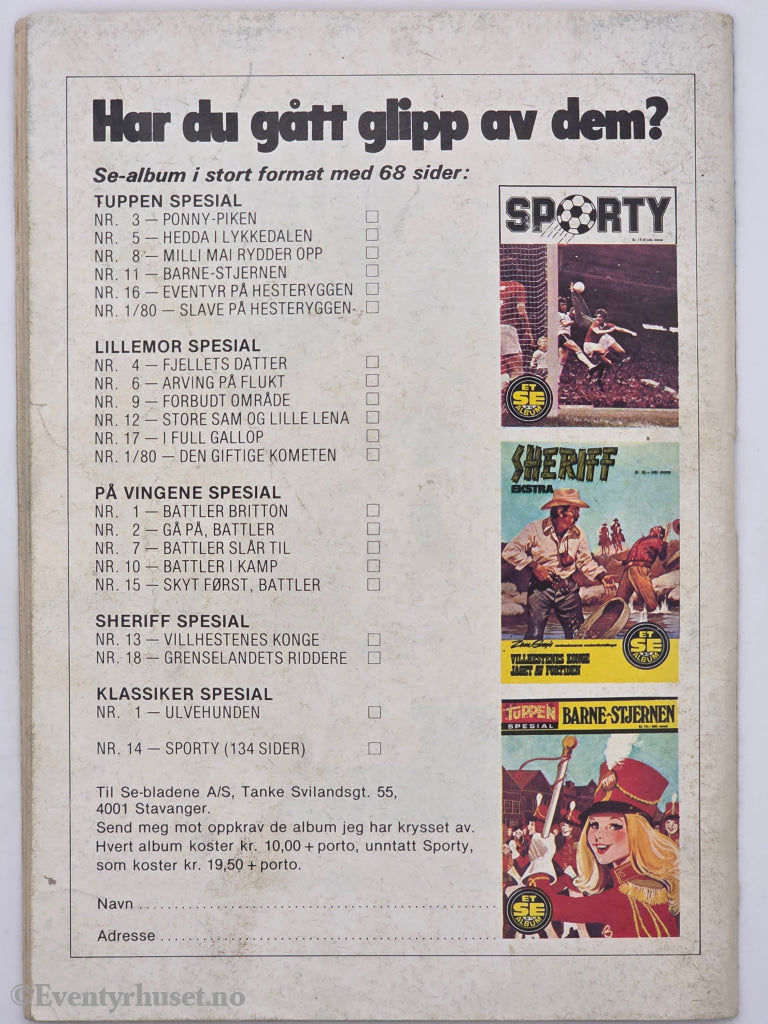 Har du gått glipp av dem?
Se-album i stort format med 68 sider:
TUPPEN SPESIAL
NR. 3 — PONNY-PIKEN
NR. 5 — HEDDA I LYKKEDALEN
NR. 8 — MILLI MAI RYDDER OPP
NR. 11 — BARNE-STJERNEN
NR. 16 — EVENTYR PÅ HESTERYGGEN
NR. 1/80 — SLAVE PÅ HESTERYGGEN
LILLEMOR SPESIAL
NR. 4 — FJELLETS DATTER
NR. 6 — ARVING PÅ FLUKT
NR. 9 — FORBUDT OMRÅDE
NR. 12 — STORE SAM OG LILLE LENA
NR. 17 — I FULL GALLOP
NR. 1/80 — DEN GIFTIGE KOMETEN
PÅ VINGENE SPESIAL
NR. 1 — BATTLER BRITTON
NR. 2 — GÅ PÅ, BATTLER
NR. 7 — BATTLER SLÅR TIL
NR. 10 — BATTLER I KAMP
NR. 15 — SKYT FØRST, BATTLER
SHERIFF SPESIAL
NR. 13 — VILLHESTENES KONGE
NR. 18 — GRENSELANDETS RIDDERE
KLASSIKER SPESIAL
NR. 1 — ULVEHUNDEN
NR. 14 — SPORTY (134 SIDER)
Til Se-bladene A/S, Tanke Svilandsgt. 55,
4001 Stavanger.
Send meg mot oppkrav de album jeg har krysset av.
Hvert album koster kr. 10,00 + porto, unntatt Sporty,
som koster kr. 19,50 + porto.
Navn
Adresse
SPORTY
ET
SE
ALBUM
SHERIFF
EKSTRA
Zane Grey's
VILLHESTENES KONGE
JAGET AV FORTIDEN
ET
SE
ALBUM
TUPPEN
SPESIAL
BARNE-STJERNEN
ET
SE
ALBUM
©Eventyrhuset.no